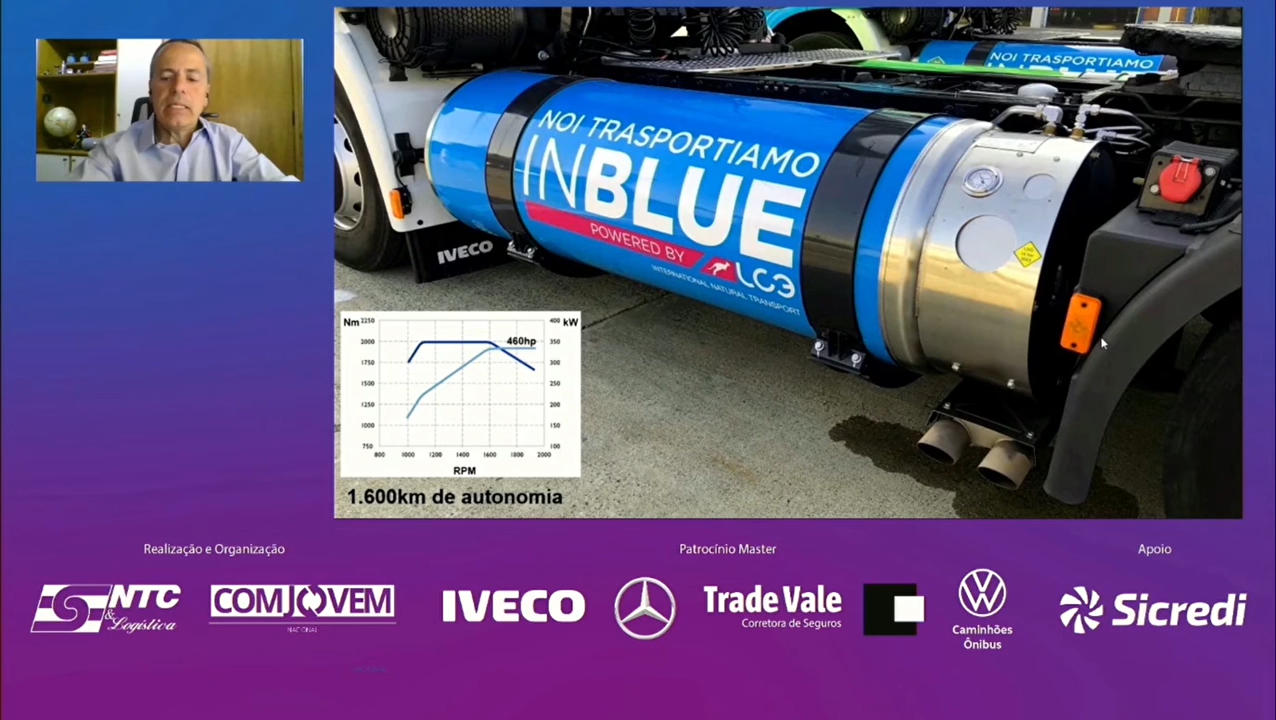 NOI TRASPORTIAMO
INBLUE
POWERED BY LC3
INTERNATIONAL NATURAL TRANSPORT
NOI TRASPORTIAMO
IVECO
Nm
2250
2000
1750
1500
1250
1000
750
400
kW
350
300
250
200
150
100
460hp
800 1000 1200 1400 1600 1800 2000
RPM
1.600km de autonomia
Realização e Organização
Patrocínio Master
Apoio
NTC
&Logística
COMJOVEM
NACIONAL
IVECO
Trade Vale
Corretora de Seguros
Caminhões
Ônibus
Sicredi